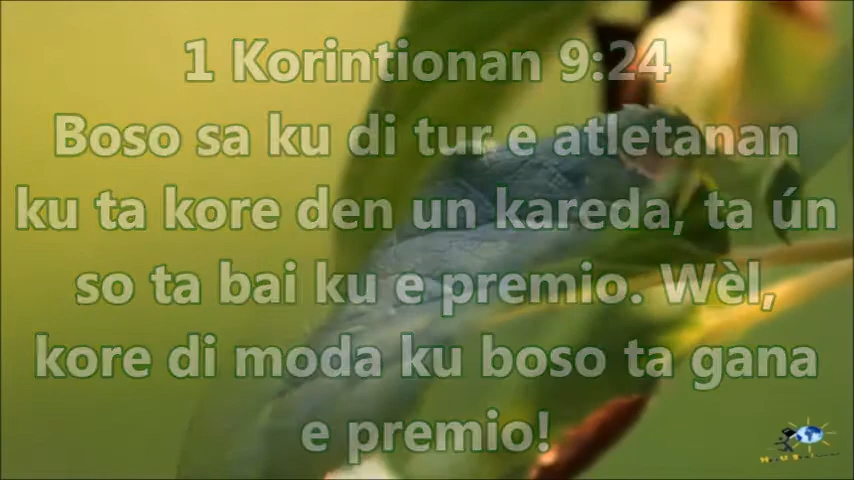 1 Korintionan 9:24
Boso sa ku di tur e atletanan
ku ta kore den un kareda, ta ún
so ta bai ku e premio. Wèl,
kore di moda ku boso ta gana
e premio!